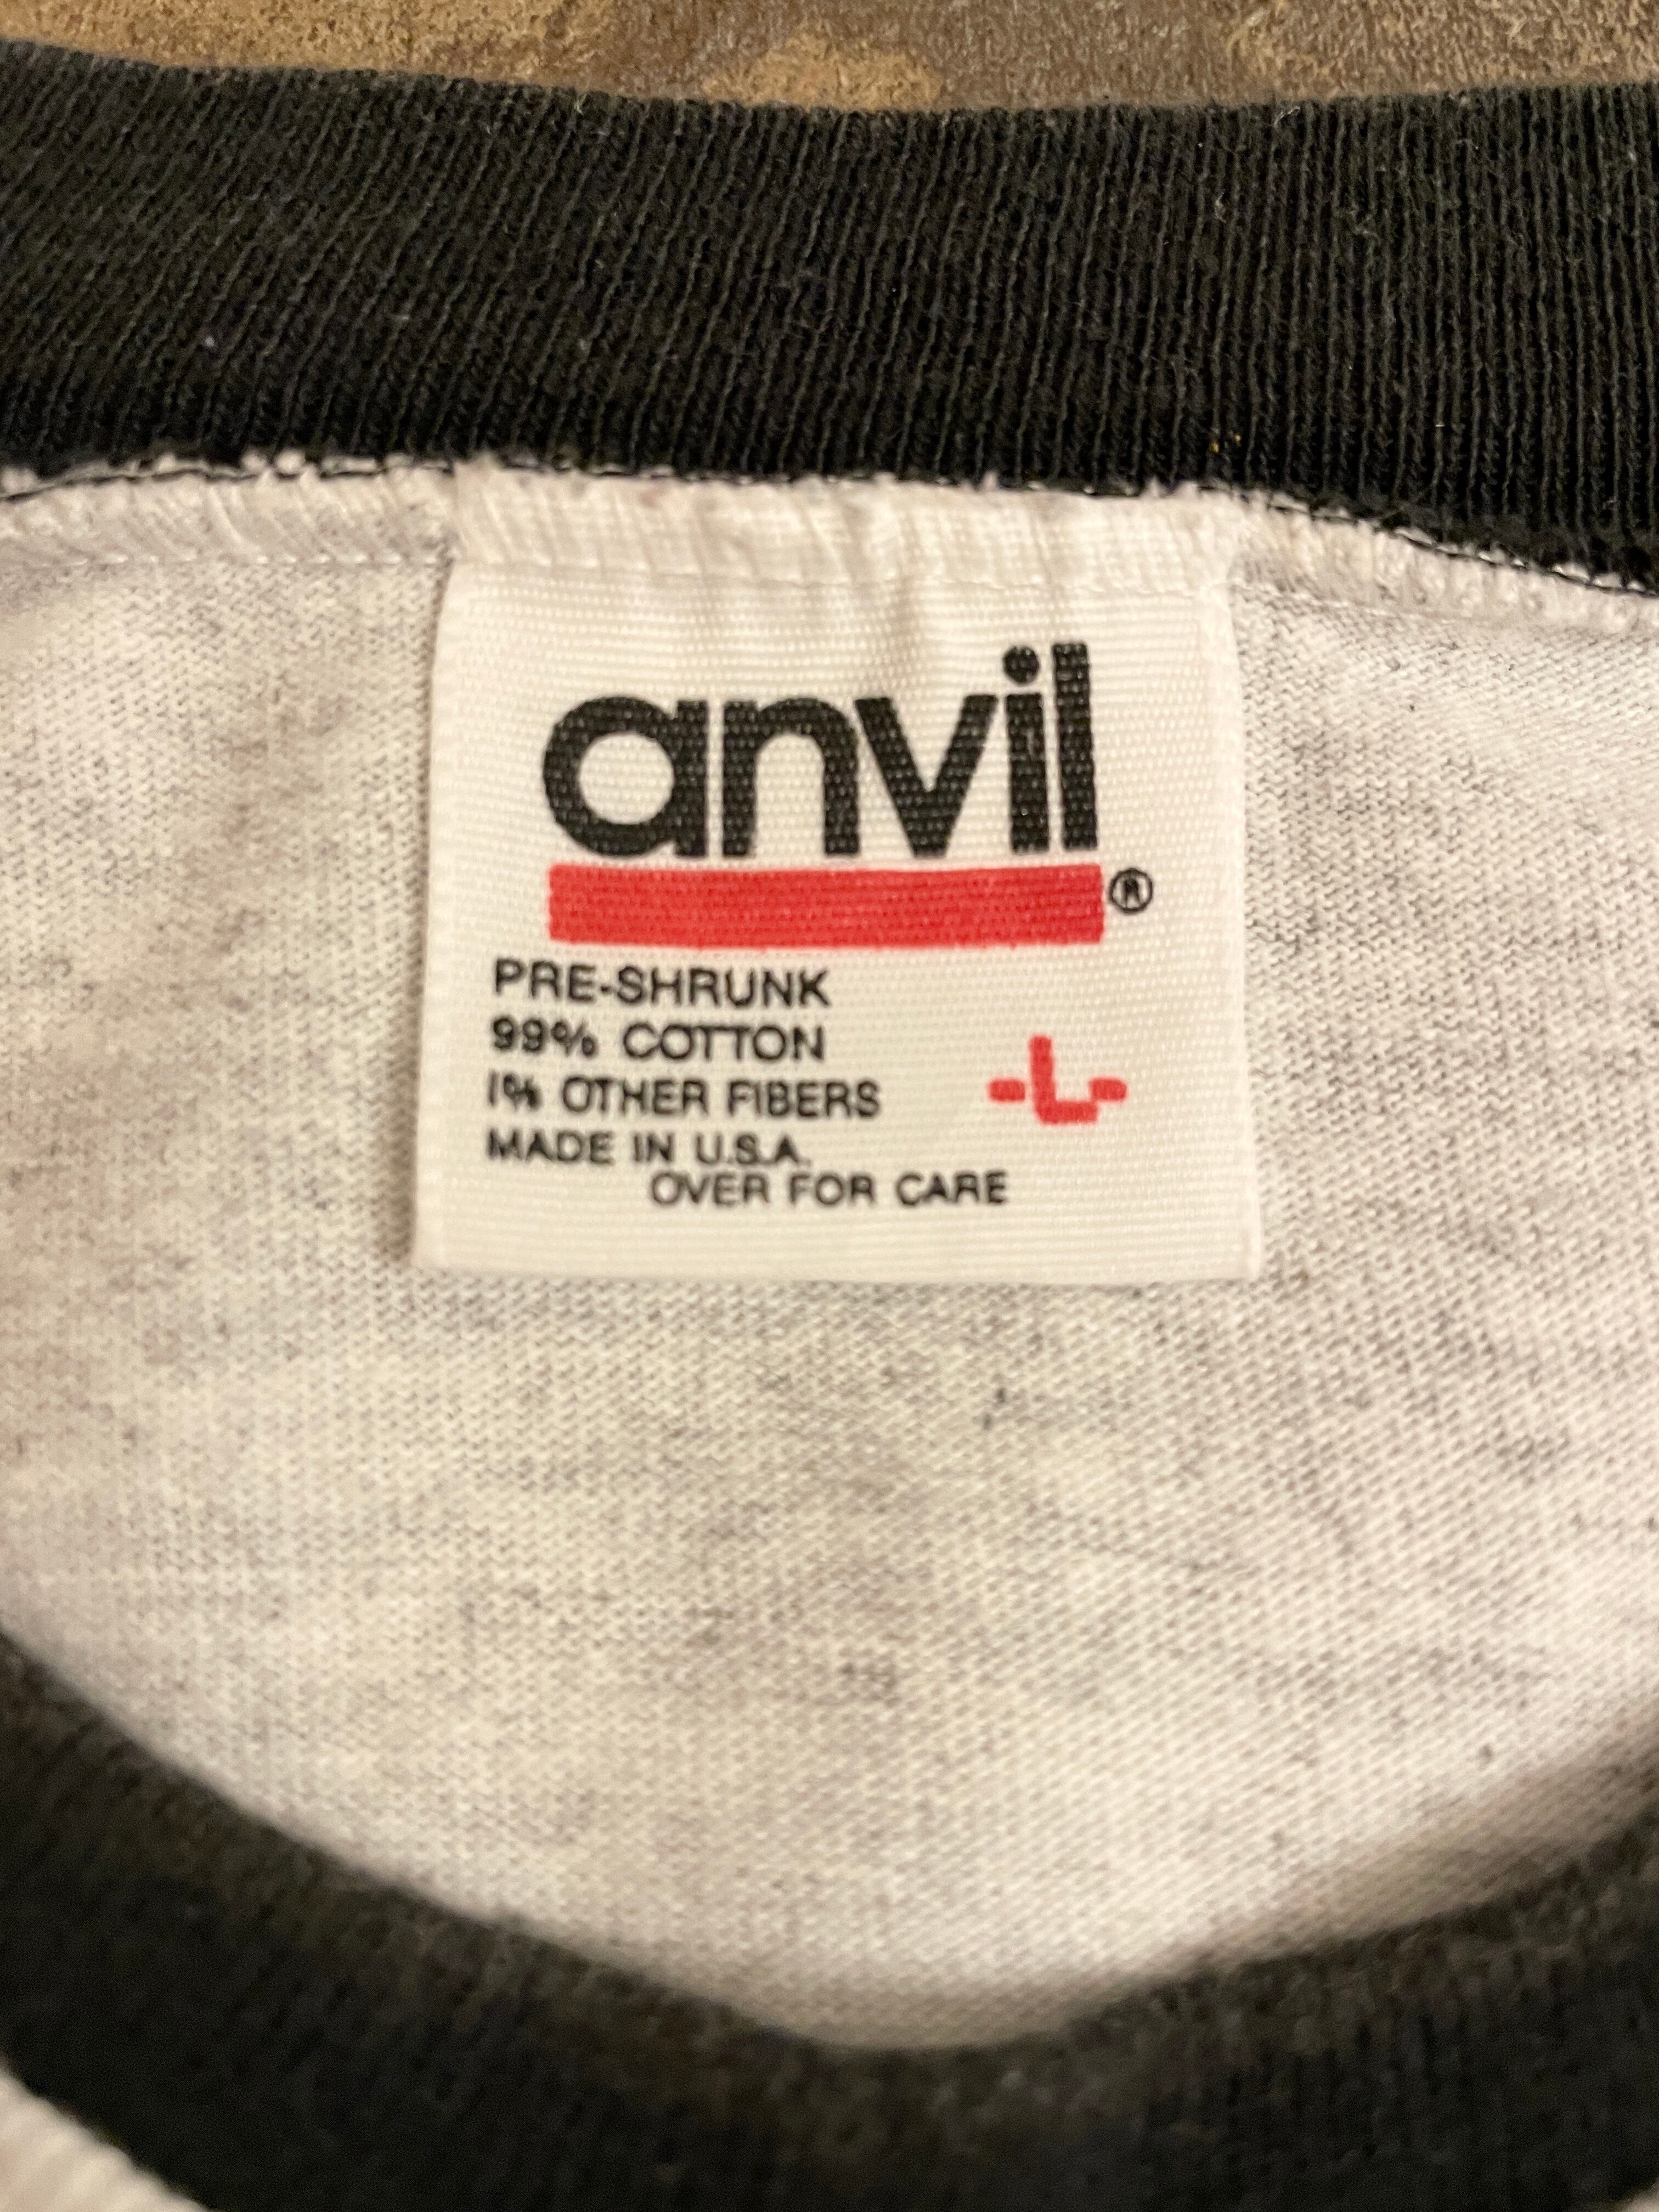 anvil®
PRE-SHRUNK
99% COTTON
1% OTHER FIBERS
-L-
MADE IN U.S.A.
OVER FOR CARE